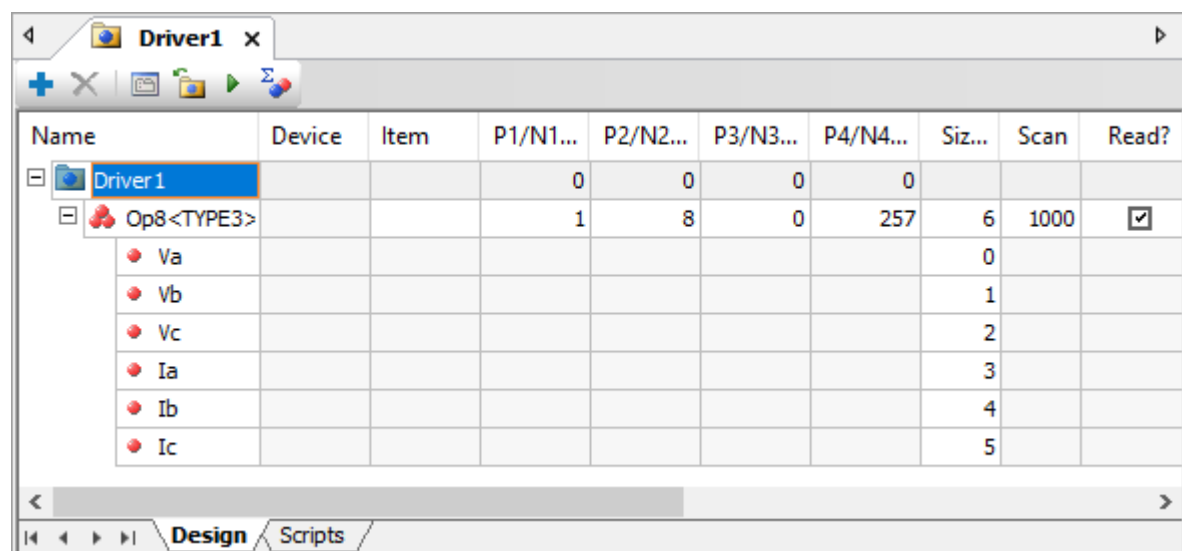 Driver1 x
Name Device Item P1/N1... P2/N2... P3/N3... P4/N4... Siz... Scan Read?
Driver1 0 0 0 0
Op8<TYPE3> 1 8 0 257 6 1000
Va 0
Vb 1
Vc 2
Ia 3
Ib 4
Ic 5
Design Scripts